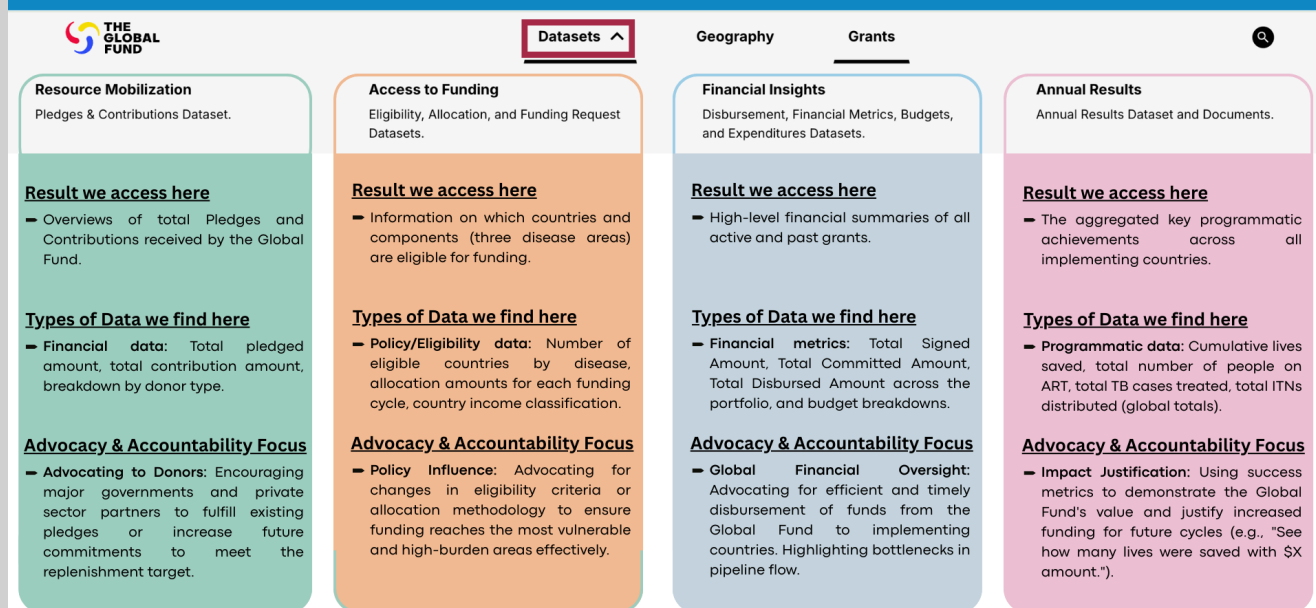 THE
GLOBAL
FUND
Datasets
Geography
Grants
Resource Mobilization
Pledges & Contributions Dataset.
Result we access here
Overviews of total Pledges and
Contributions received by the Global
Fund.
Types of Data we find here
Financial data: Total pledged
amount, total contribution amount,
breakdown by donor type.
Advocacy & Accountability Focus
Advocating to Donors: Encouraging
major governments and private
sector partners to fulfill existing
pledges or increase future
commitments to meet the
replenishment target.
Access to Funding
Eligibility, Allocation, and Funding Request
Datasets.
Result we access here
Information on which countries and
components (three disease areas)
are eligible for funding.
Types of Data we find here
Policy/Eligibility data: Number of
eligible countries by disease,
allocation amounts for each funding
cycle, country income classification.
Advocacy & Accountability Focus
Policy Influence: Advocating for
changes in eligibility criteria or
allocation methodology to ensure
funding reaches the most vulnerable
and high-burden areas effectively.
Financial Insights
Disbursement, Financial Metrics, Budgets,
and Expenditures Datasets.
Result we access here
High-level financial summaries of all
active and past grants.
Types of Data we find here
Financial metrics: Total Signed
Amount, Total Committed Amount,
Total Disbursed Amount across the
portfolio, and budget breakdowns.
Advocacy & Accountability Focus
Global Financial Oversight:
Advocating for efficient and timely
disbursement of funds from the
Global Fund to implementing
countries. Highlighting bottlenecks in
pipeline flow.
Annual Results
Annual Results Dataset and Documents.
Result we access here
The aggregated key programmatic
achievements across all
implementing countries.
Types of Data we find here
Programmatic data: Cumulative lives
saved, total number of people on
ART, total TB cases treated, total ITNs
distributed (global totals).
Advocacy & Accountability Focus
Impact Justification: Using success
metrics to demonstrate the Global
Fund's value and justify increased
funding for future cycles (e.g., "See
how many lives were saved with $X
amount.").